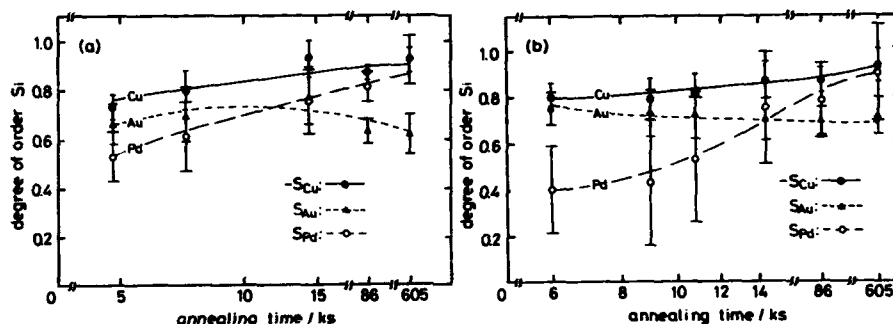 (a)
degree of order Si
1.0
0.8
0.6
0.4
0.2
0
Cu
Au
Pd
-SCu:
SAu:
SPd:
5 10 15 86 605
annealing time / ks
(b)
degree of order Si
1.0
0.8
0.6
0.4
0.2
0
Cu
Au
Pd
-SCu:
SAu:
SPd:
6 8 10 12 14 86 605
annealing time / ks